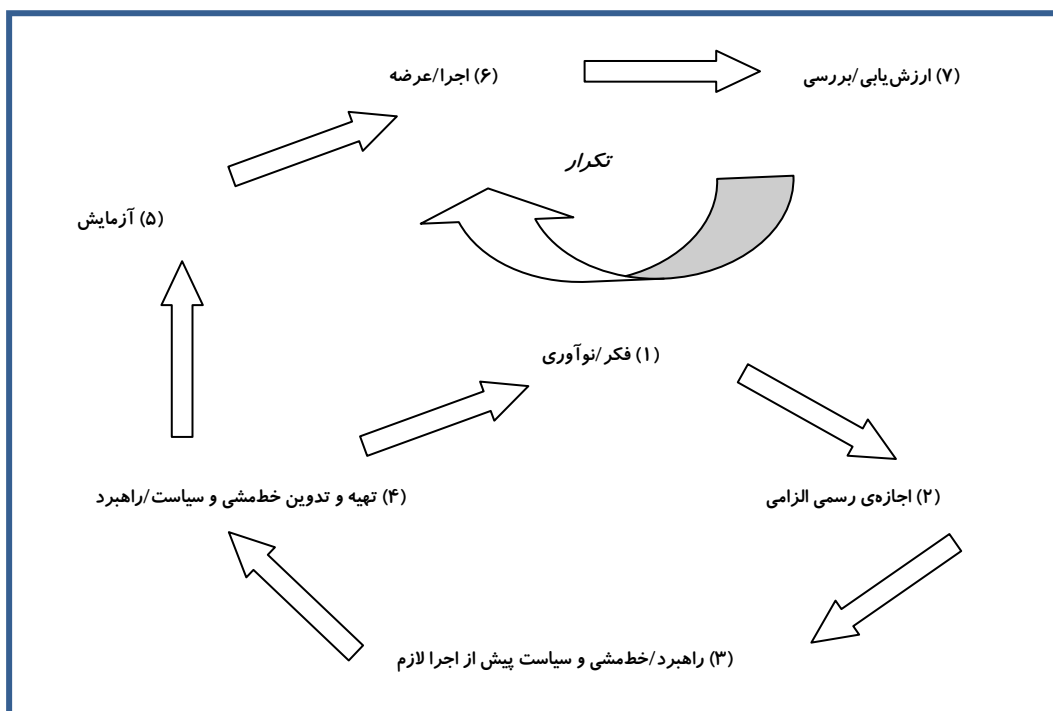 (۶) اجرا/عرضه
(۷) ارزش‌یابی/بررسی
تکرار
(۵) آزمایش
(۱) فکر/نوآوری
(۲) اجازه‌ی رسمی الزامی
(۴) تهیه و تدوین خط‌مشی و سیاست/راهبرد
(۳) راهبرد/خط‌مشی و سیاست پیش از اجرا لازم